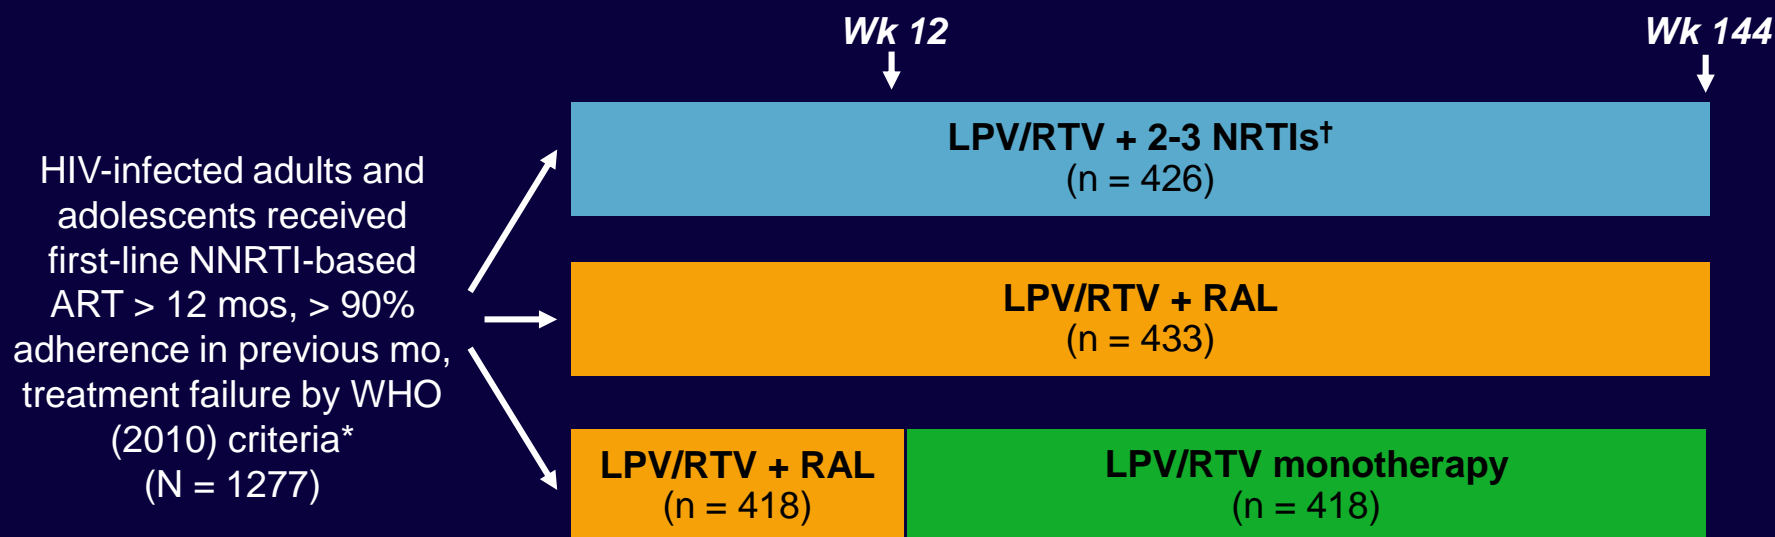 Wk 12
Wk 144
HIV-infected adults and
adolescents received
first-line NNRTI-based
ART > 12 mos, > 90%
adherence in previous mo,
treatment failure by WHO
(2010) criteria*
(N = 1277)
LPV/RTV + 2-3 NRTIs†
(n = 426)
LPV/RTV + RAL
(n = 433)
LPV/RTV + RAL
(n = 418)
LPV/RTV monotherapy
(n = 418)